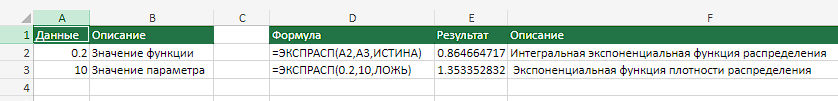 A B C D E F
1 Данные Описание Формула Результат Описание
2 0.2 Значение функции =ЭКСПРАСП(A2,A3,ИСТИНА) 0.864664717 Интегральная экспоненциальная функция распределения
3 10 Значение параметра =ЭКСПРАСП(0.2,10,ЛОЖЬ) 1.353352832 Экспоненциальная функция плотности распределения
4